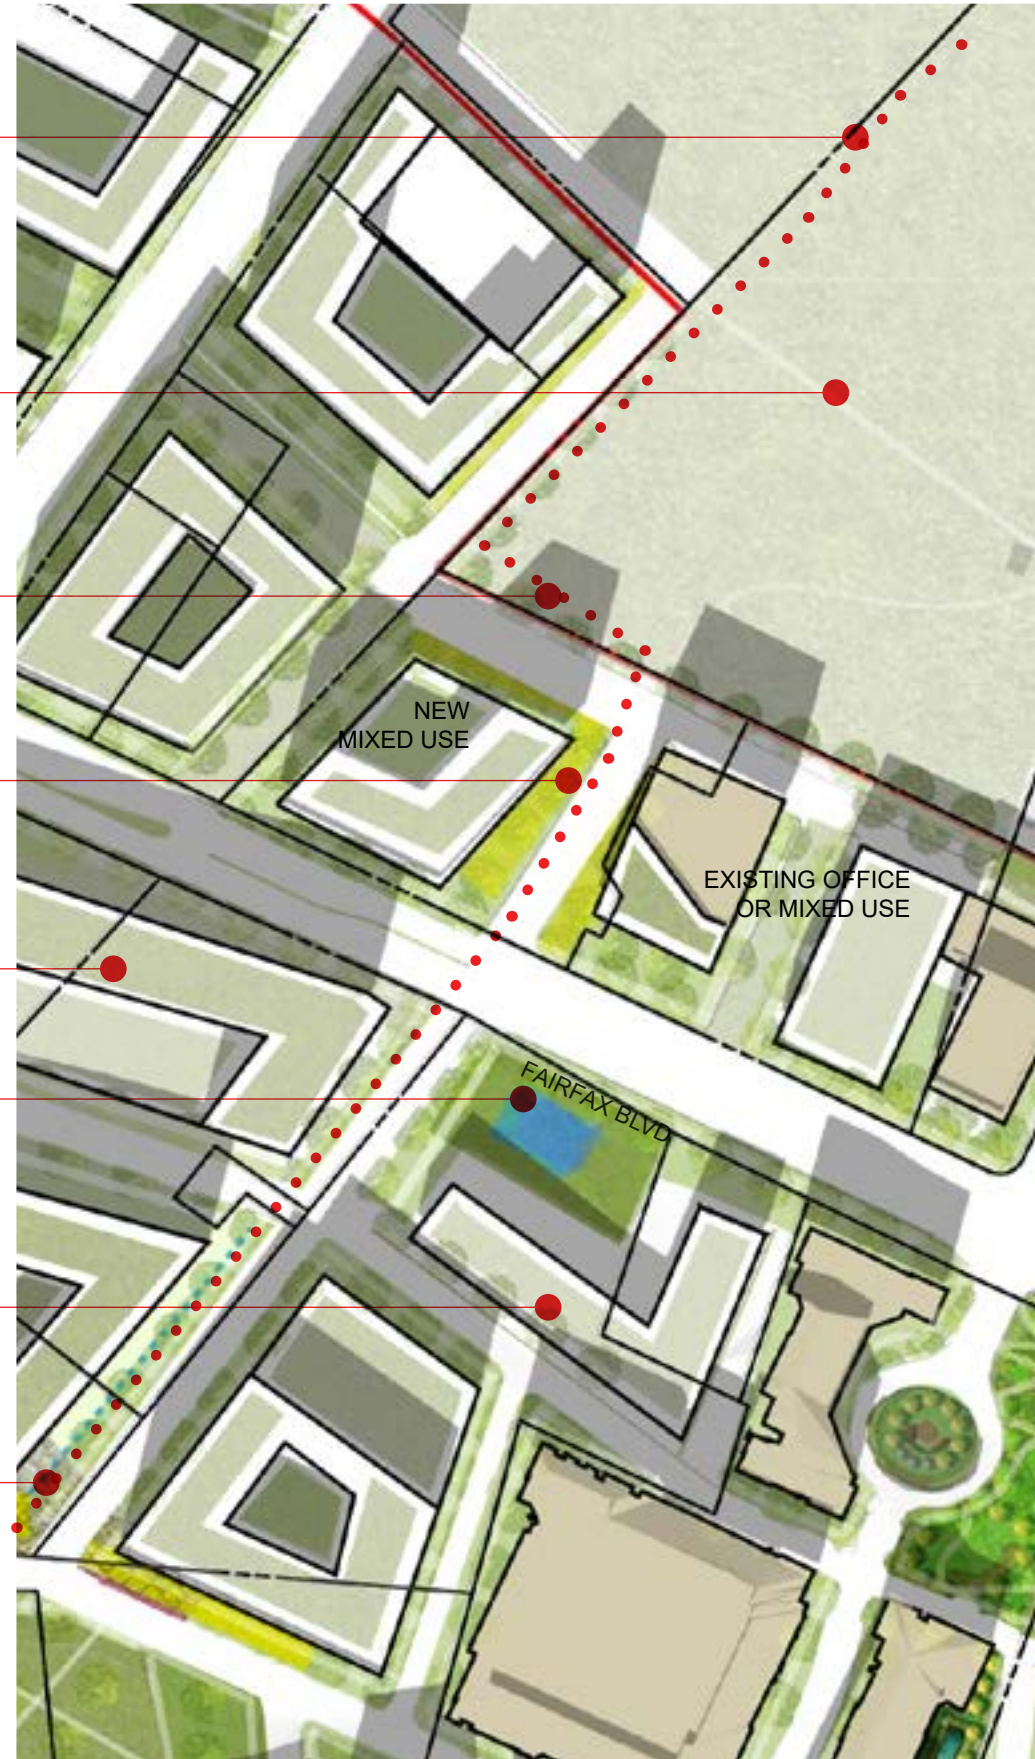 NEW
MIXED USE
EXISTING OFFICE
OR MIXED USE
FAIRFAX BLVD